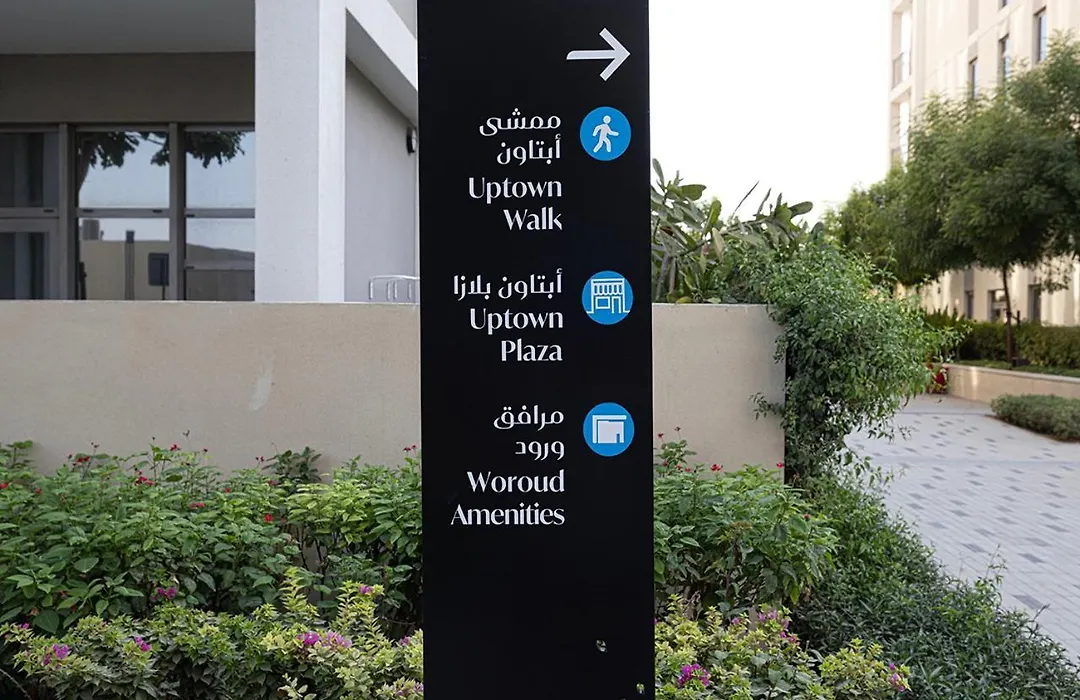 ممشى
أبتاون
Uptown
Walk
أبتاون بلازا
Uptown
Plaza
مرافق
ورود
Woroud
Amenities